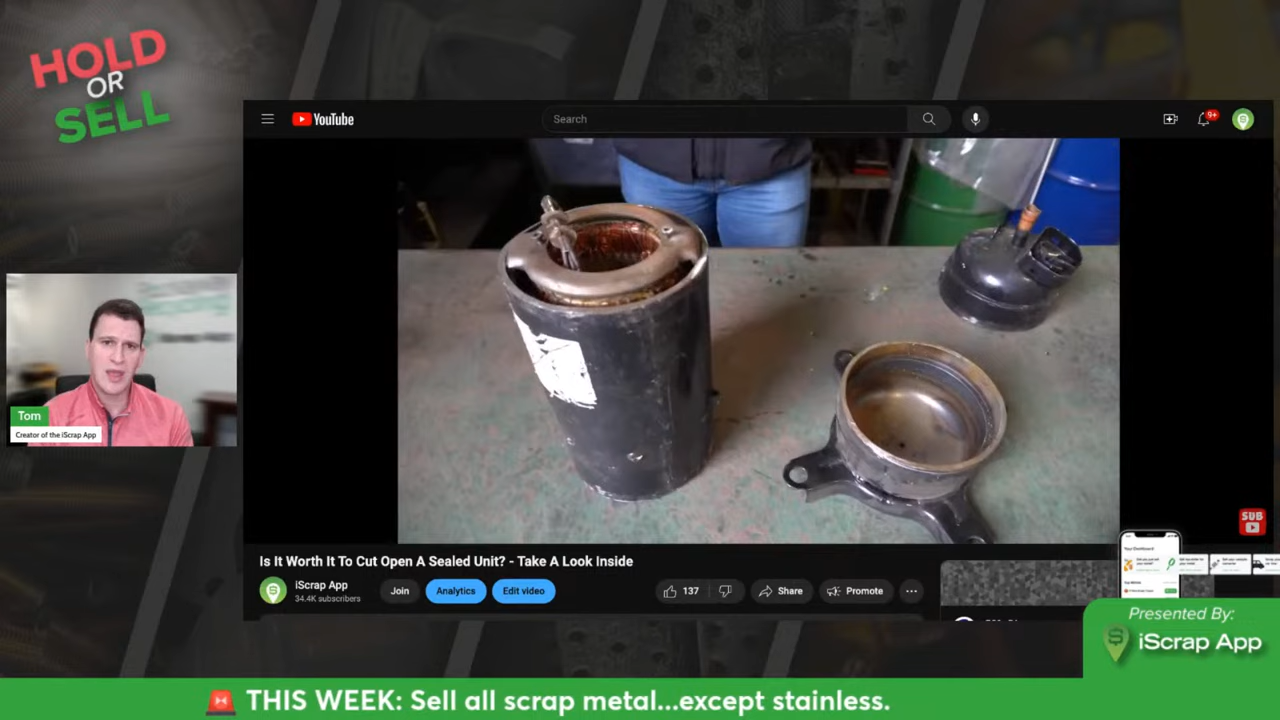 HOLD
OR
SELL
YouTube
Search
9+
Tom
Creator of the iScrap App
SUB
Is It Worth It To Cut Open A Sealed Unit? - Take A Look Inside
iScrap App
34.4K subscribers
Join
Analytics
Edit video
137
Share
Promote
Your Dashboard
Presented By:
iScrap App
THIS WEEK: Sell all scrap metal...except stainless.